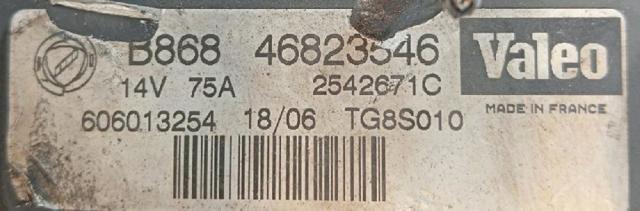 B868 46823546
Valeo
14V 75A 2542671C
MADE IN FRANCE
606013254 18/06 TG8S010